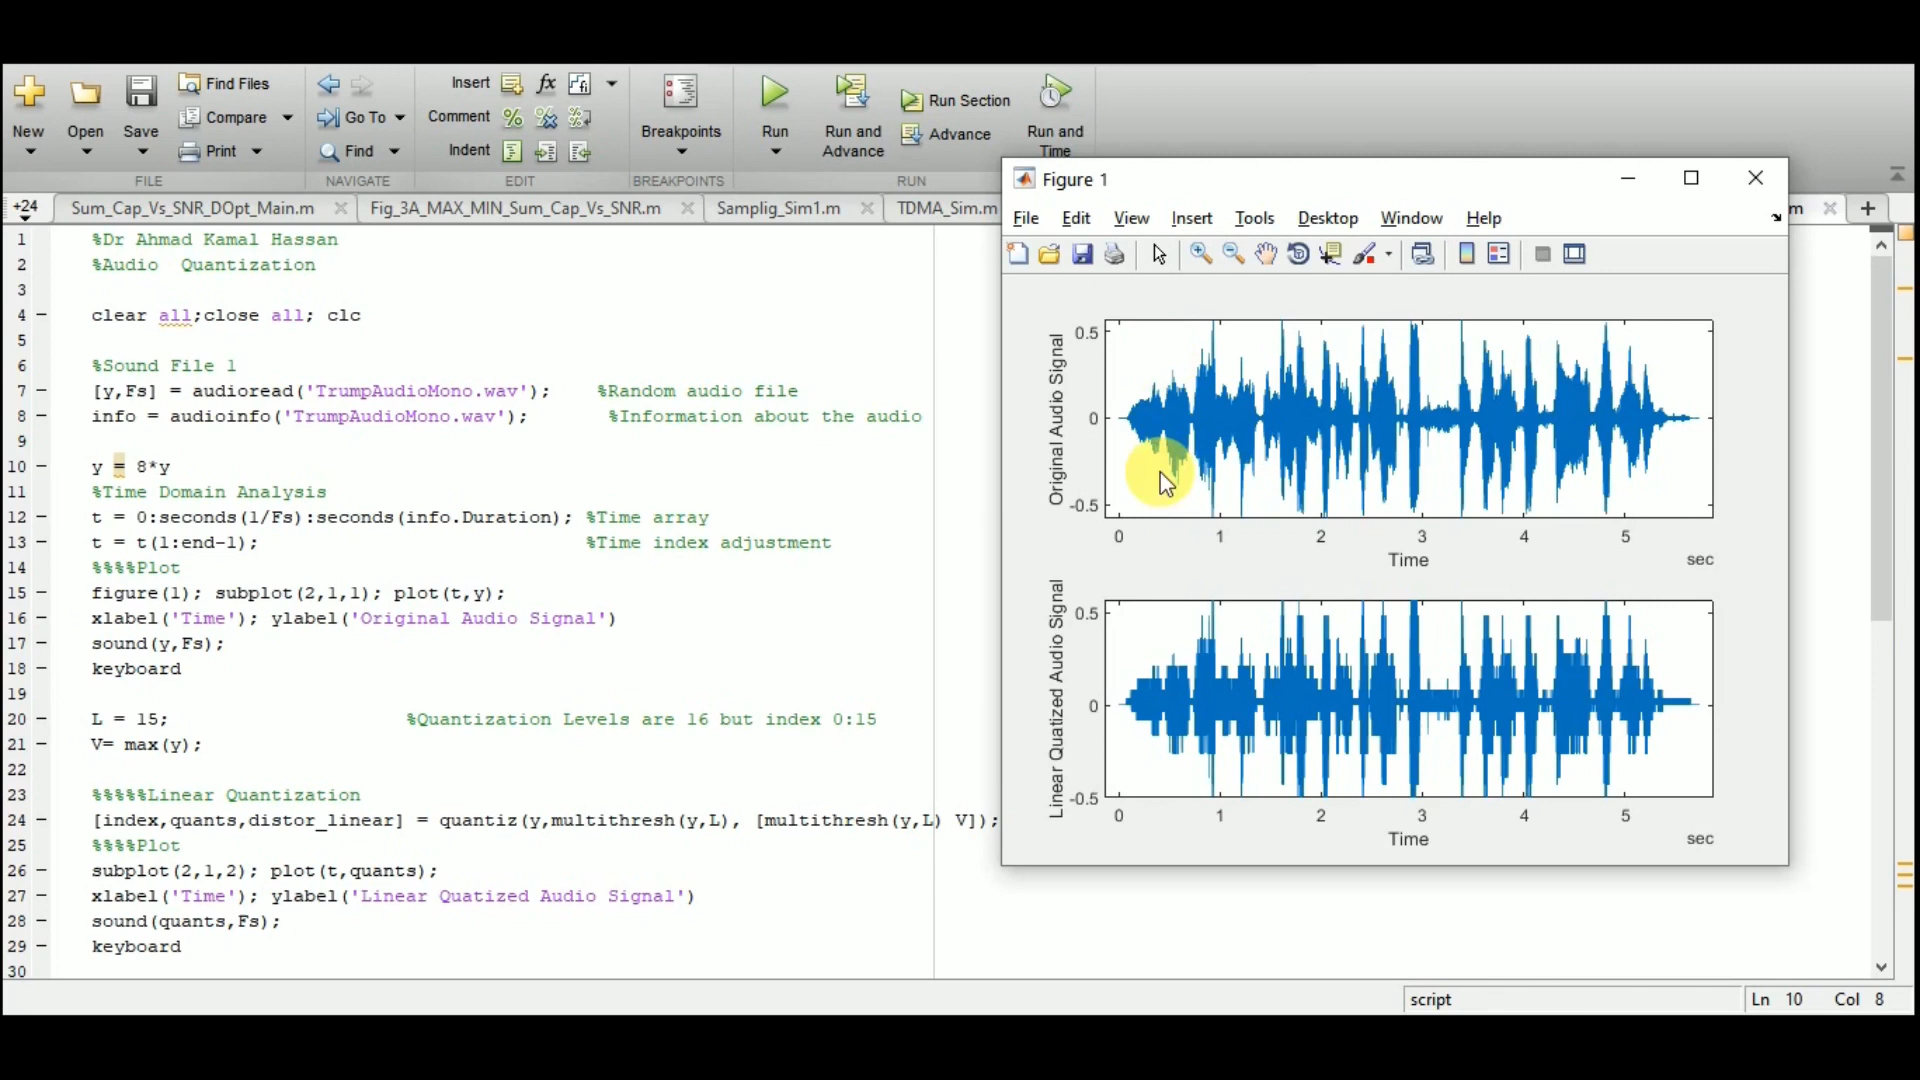 New
Open
Save
Find Files
Compare
Print
FILE
Go To
Find
NAVIGATE
Insert
fx
Comment
Indent
EDIT
Breakpoints
BREAKPOINTS
Run
Run and
Advance
Run Section
Advance
Run and
Time
RUN
+24
Sum_Cap_Vs_SNR_DOpt_Main.m
Fig_3A_MAX_MIN_Sum_Cap_Vs_SNR.m
Samplig_Sim1.m
TDMA_Sim.m
m
1 %Dr Ahmad Kamal Hassan
2 %Audio  Quantization
3
4 – clear all;close all; clc
5
6 %Sound File 1
7 – [y,Fs] = audioread('TrumpAudioMono.wav');    %Random audio file
8 – info = audioinfo('TrumpAudioMono.wav');       %Information about the audio
9
10 – y = 8*y
11 %Time Domain Analysis
12 – t = 0:seconds(1/Fs):seconds(info.Duration); %Time array
13 – t = t(1:end-1);                             %Time index adjustment
14 %%%%Plot
15 – figure(1); subplot(2,1,1); plot(t,y);
16 – xlabel('Time'); ylabel('Original Audio Signal')
17 – sound(y,Fs);
18 – keyboard
19
20 – L = 15;                     %Quantization Levels are 16 but index 0:15
21 – V= max(y);
22
23 %%%%%Linear Quantization
24 – [index,quants,distor_linear] = quantiz(y,multithresh(y,L), [multithresh(y,L) V]);
25 %%%%Plot
26 – subplot(2,1,2); plot(t,quants);
27 – xlabel('Time'); ylabel('Linear Quatized Audio Signal')
28 – sound(quants,Fs);
29 – keyboard
30
Figure 1
File Edit View Insert Tools Desktop Window Help
Original Audio Signal
0.5
0
-0.5
0 1 2 3 4 5
Time
sec
Linear Quatized Audio Signal
0.5
0
-0.5
0 1 2 3 4 5
Time
sec
script
Ln 10 Col 8